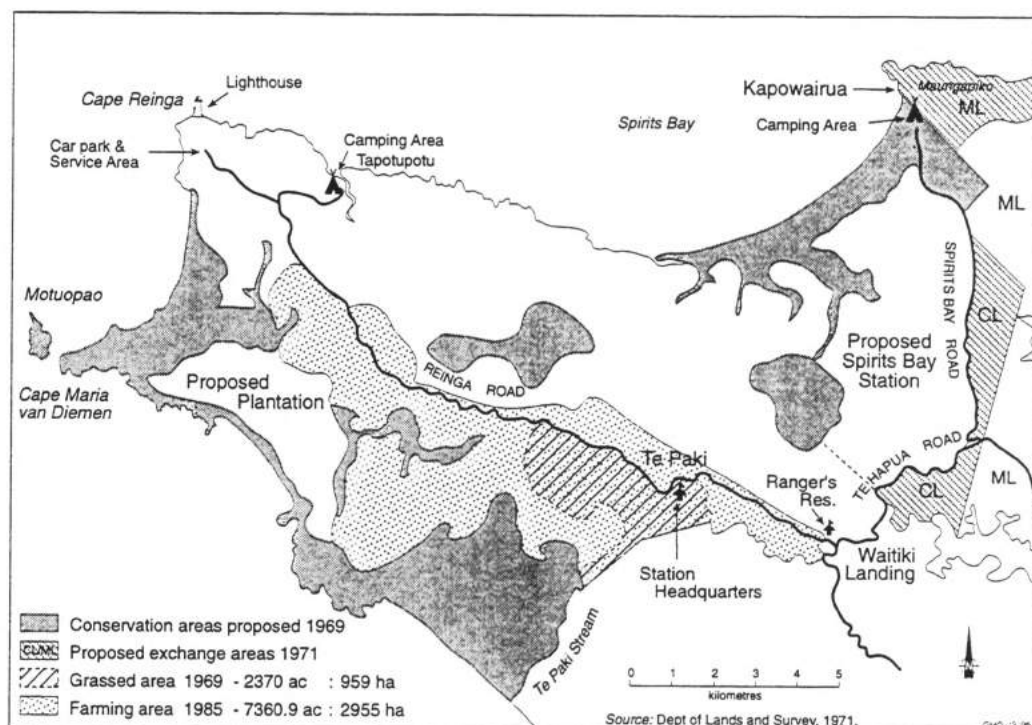 Lighthouse
Cape Reinga
Car park &
Service Area
Camping Area
Tapotupotu
Spirits Bay
Kapowairua
Maungapiko
ML
Camping Area
ML
Motuopao
Cape Maria
van Diemen
Proposed
Plantation
REINGA ROAD
Proposed
Spirits Bay
Station
SPIRITS BAY ROAD
CL
Te Paki
Ranger's
Res.
TE HAPUA ROAD
CL
ML
Waitiki
Landing
Station
Headquarters
Te Paki Stream
Conservation areas proposed 1969
CL/ML Proposed exchange areas 1971
Grassed area 1969 - 2370 ac : 959 ha
Farming area 1985 - 7360.9 ac : 2955 ha
0 1 2 3 4 5 6
kilometres
N
Source: Dept of Lands and Survey, 1971.